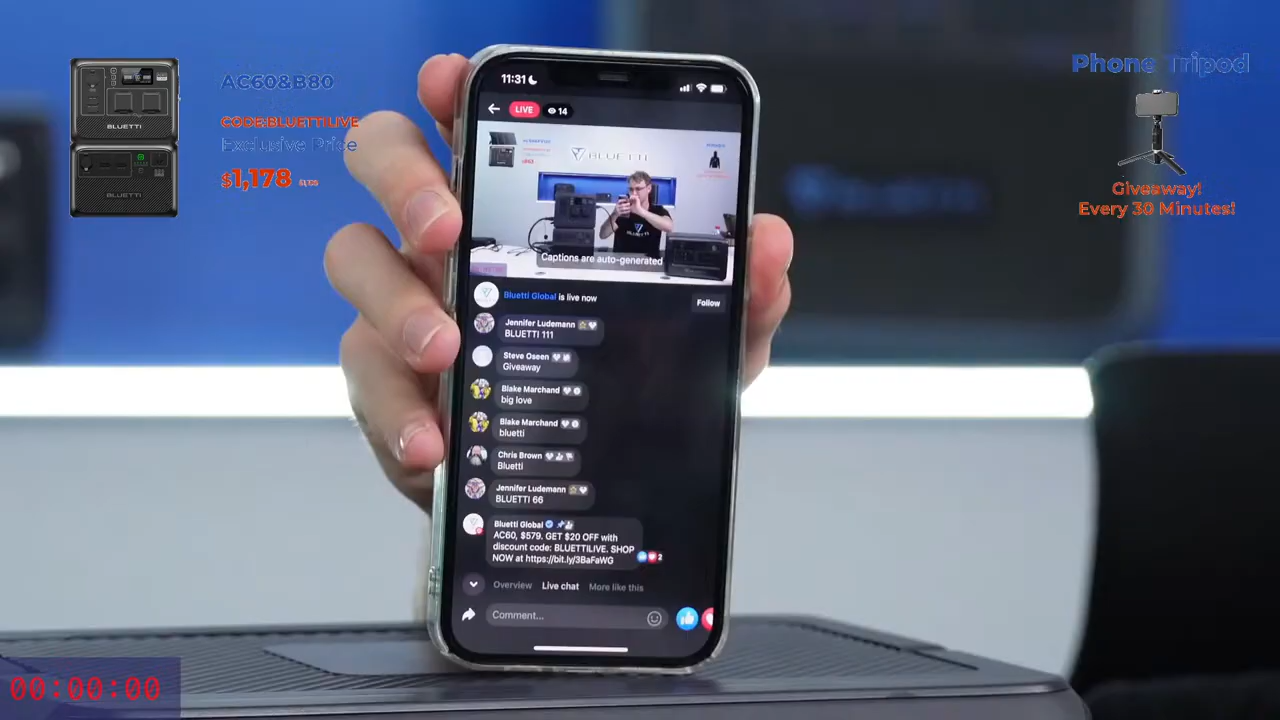 AC60&B80
CODE:BLUETTILIVE
Exclusive Price
$1,178
BLUETTI
BLUETTI
Phone Tripod
Giveaway!
Every 30 Minutes!
11:31
LIVE
14
BLUETTI
Captions are auto-generated
Bluetti Global is live now
Follow
Jennifer Ludemann
BLUETTI 111
Steve Oseen
Giveaway
Blake Marchand
big love
Blake Marchand
bluetti
Chris Brown
Bluetti
Jennifer Ludemann
BLUETTI 66
Bluetti Global
AC60, $579. GET $20 OFF with
discount code: BLUETTILIVE. SHOP
NOW at https://bit.ly/3BaFaWG
2
Overview Live chat More like this
Comment...
00:00:00